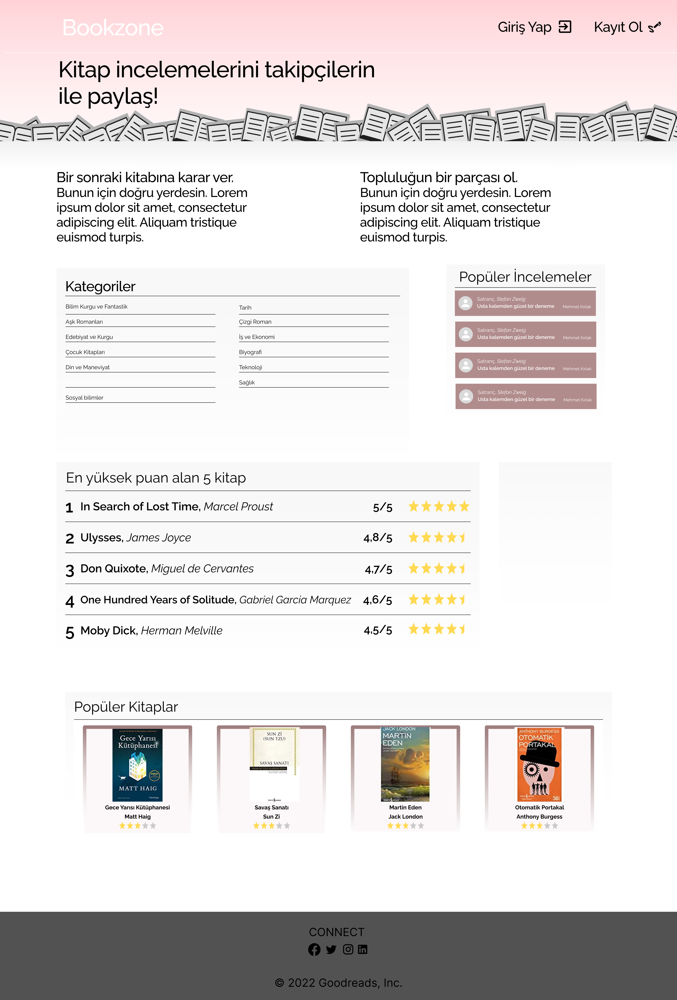 Bookzone
Giriş Yap
Kayıt Ol
Kitap incelemelerini takipçilerin
ile paylaş!
Bir sonraki kitabına karar ver.
Bunun için doğru yerdesin. Lorem
ipsum dolor sit amet, consectetur
adipiscing elit. Aliquam tristique
euismod turpis.
Topluluğun bir parçası ol.
Bunun için doğru yerdesin. Lorem
ipsum dolor sit amet, consectetur
adipiscing elit. Aliquam tristique
euismod turpis.
Kategoriler
Bilim Kurgu ve Fantastik
Aşk Romanları
Edebiyat ve Kurgu
Çocuk Kitapları
Din ve Maneviyat
Sosyal bilimler
Tarih
Çizgi Roman
İş ve Ekonomi
Biyografi
Teknoloji
Sağlık
Popüler İncelemeler
Satranç, Stefan Zweig
Usta kalemden güzel bir deneme
Mehmet Kırlak
Satranç, Stefan Zweig
Usta kalemden güzel bir deneme
Mehmet Kırlak
Satranç, Stefan Zweig
Usta kalemden güzel bir deneme
Mehmet Kırlak
Satranç, Stefan Zweig
Usta kalemden güzel bir deneme
Mehmet Kırlak
En yüksek puan alan 5 kitap
1 In Search of Lost Time, Marcel Proust 5/5
2 Ulysses, James Joyce 4,8/5
3 Don Quixote, Miguel de Cervantes 4,7/5
4 One Hundred Years of Solitude, Gabriel Garcia Marquez 4,6/5
5 Moby Dick, Herman Melville 4,5/5
Popüler Kitaplar
Gece Yarısı
Kütüphanesi
MATT HAIG
domingo
Gece Yarısı Kütüphanesi
Matt Haig
SUN Zİ
(SUN TZU)
SAVAŞ SANATI
Savaş Sanatı
Sun Zi
JACK LONDON
MARTIN
EDEN
Martin Eden
Jack London
ANTHONY BURGESS
OTOMATİK
PORTAKAL
38
Otomatik Portakal
Anthony Burgess
CONNECT
© 2022 Goodreads, Inc.